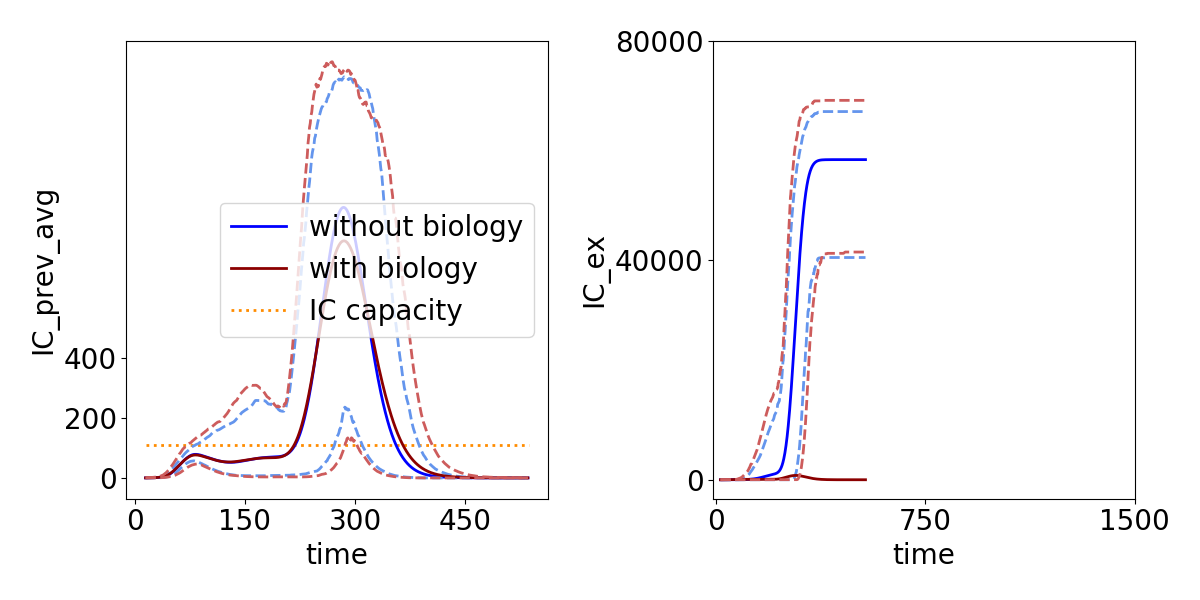 IC_prev_avg
400
200
0
0
150
300
450
time
without biology
with biology
IC capacity
IC_ex
80000
40000
0
0
750
1500
time